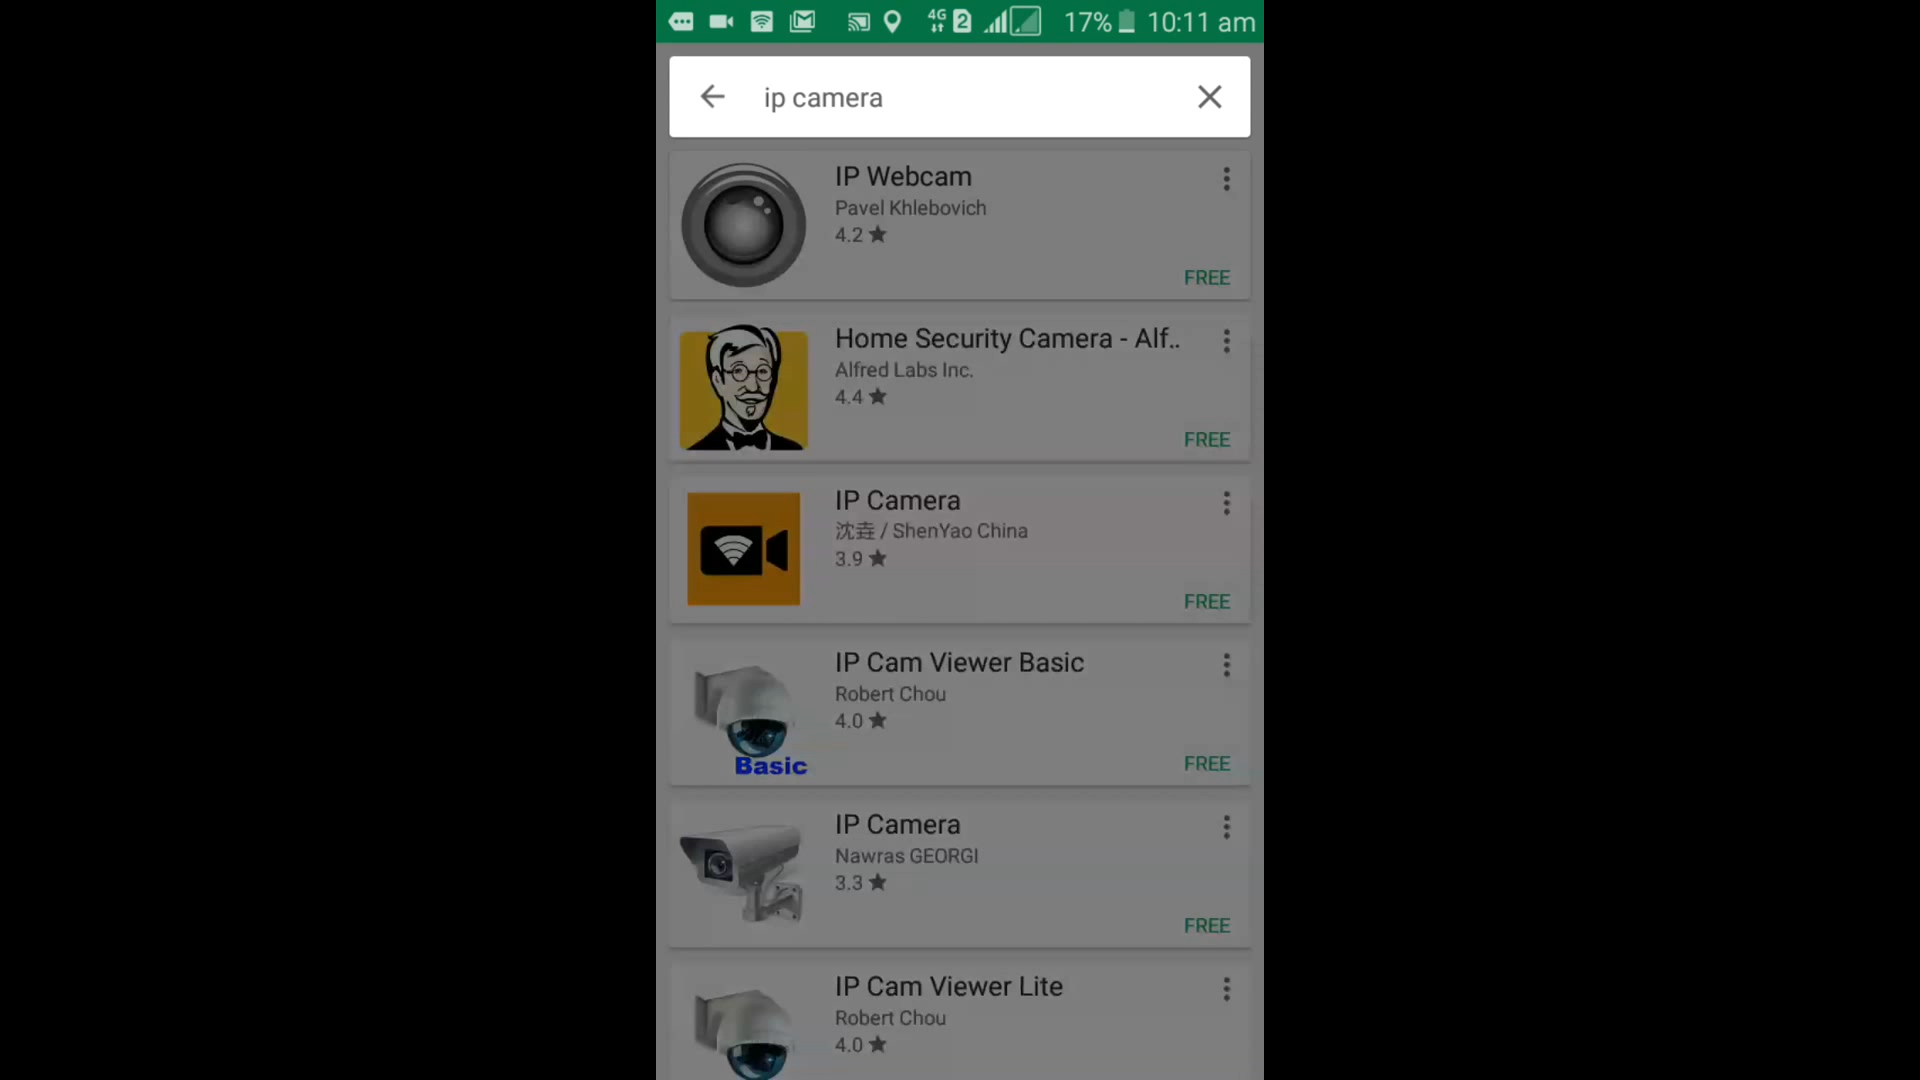 4G 2 17% 10:11 am
ip camera
IP Webcam
Pavel Khlebovich
4.2 ★
FREE
Home Security Camera - Alf..
Alfred Labs Inc.
4.4 ★
FREE
IP Camera
沈垚 / ShenYao China
3.9 ★
FREE
IP Cam Viewer Basic
Robert Chou
4.0 ★
Basic
FREE
IP Camera
Nawras GEORGI
3.3 ★
FREE
IP Cam Viewer Lite
Robert Chou
4.0 ★